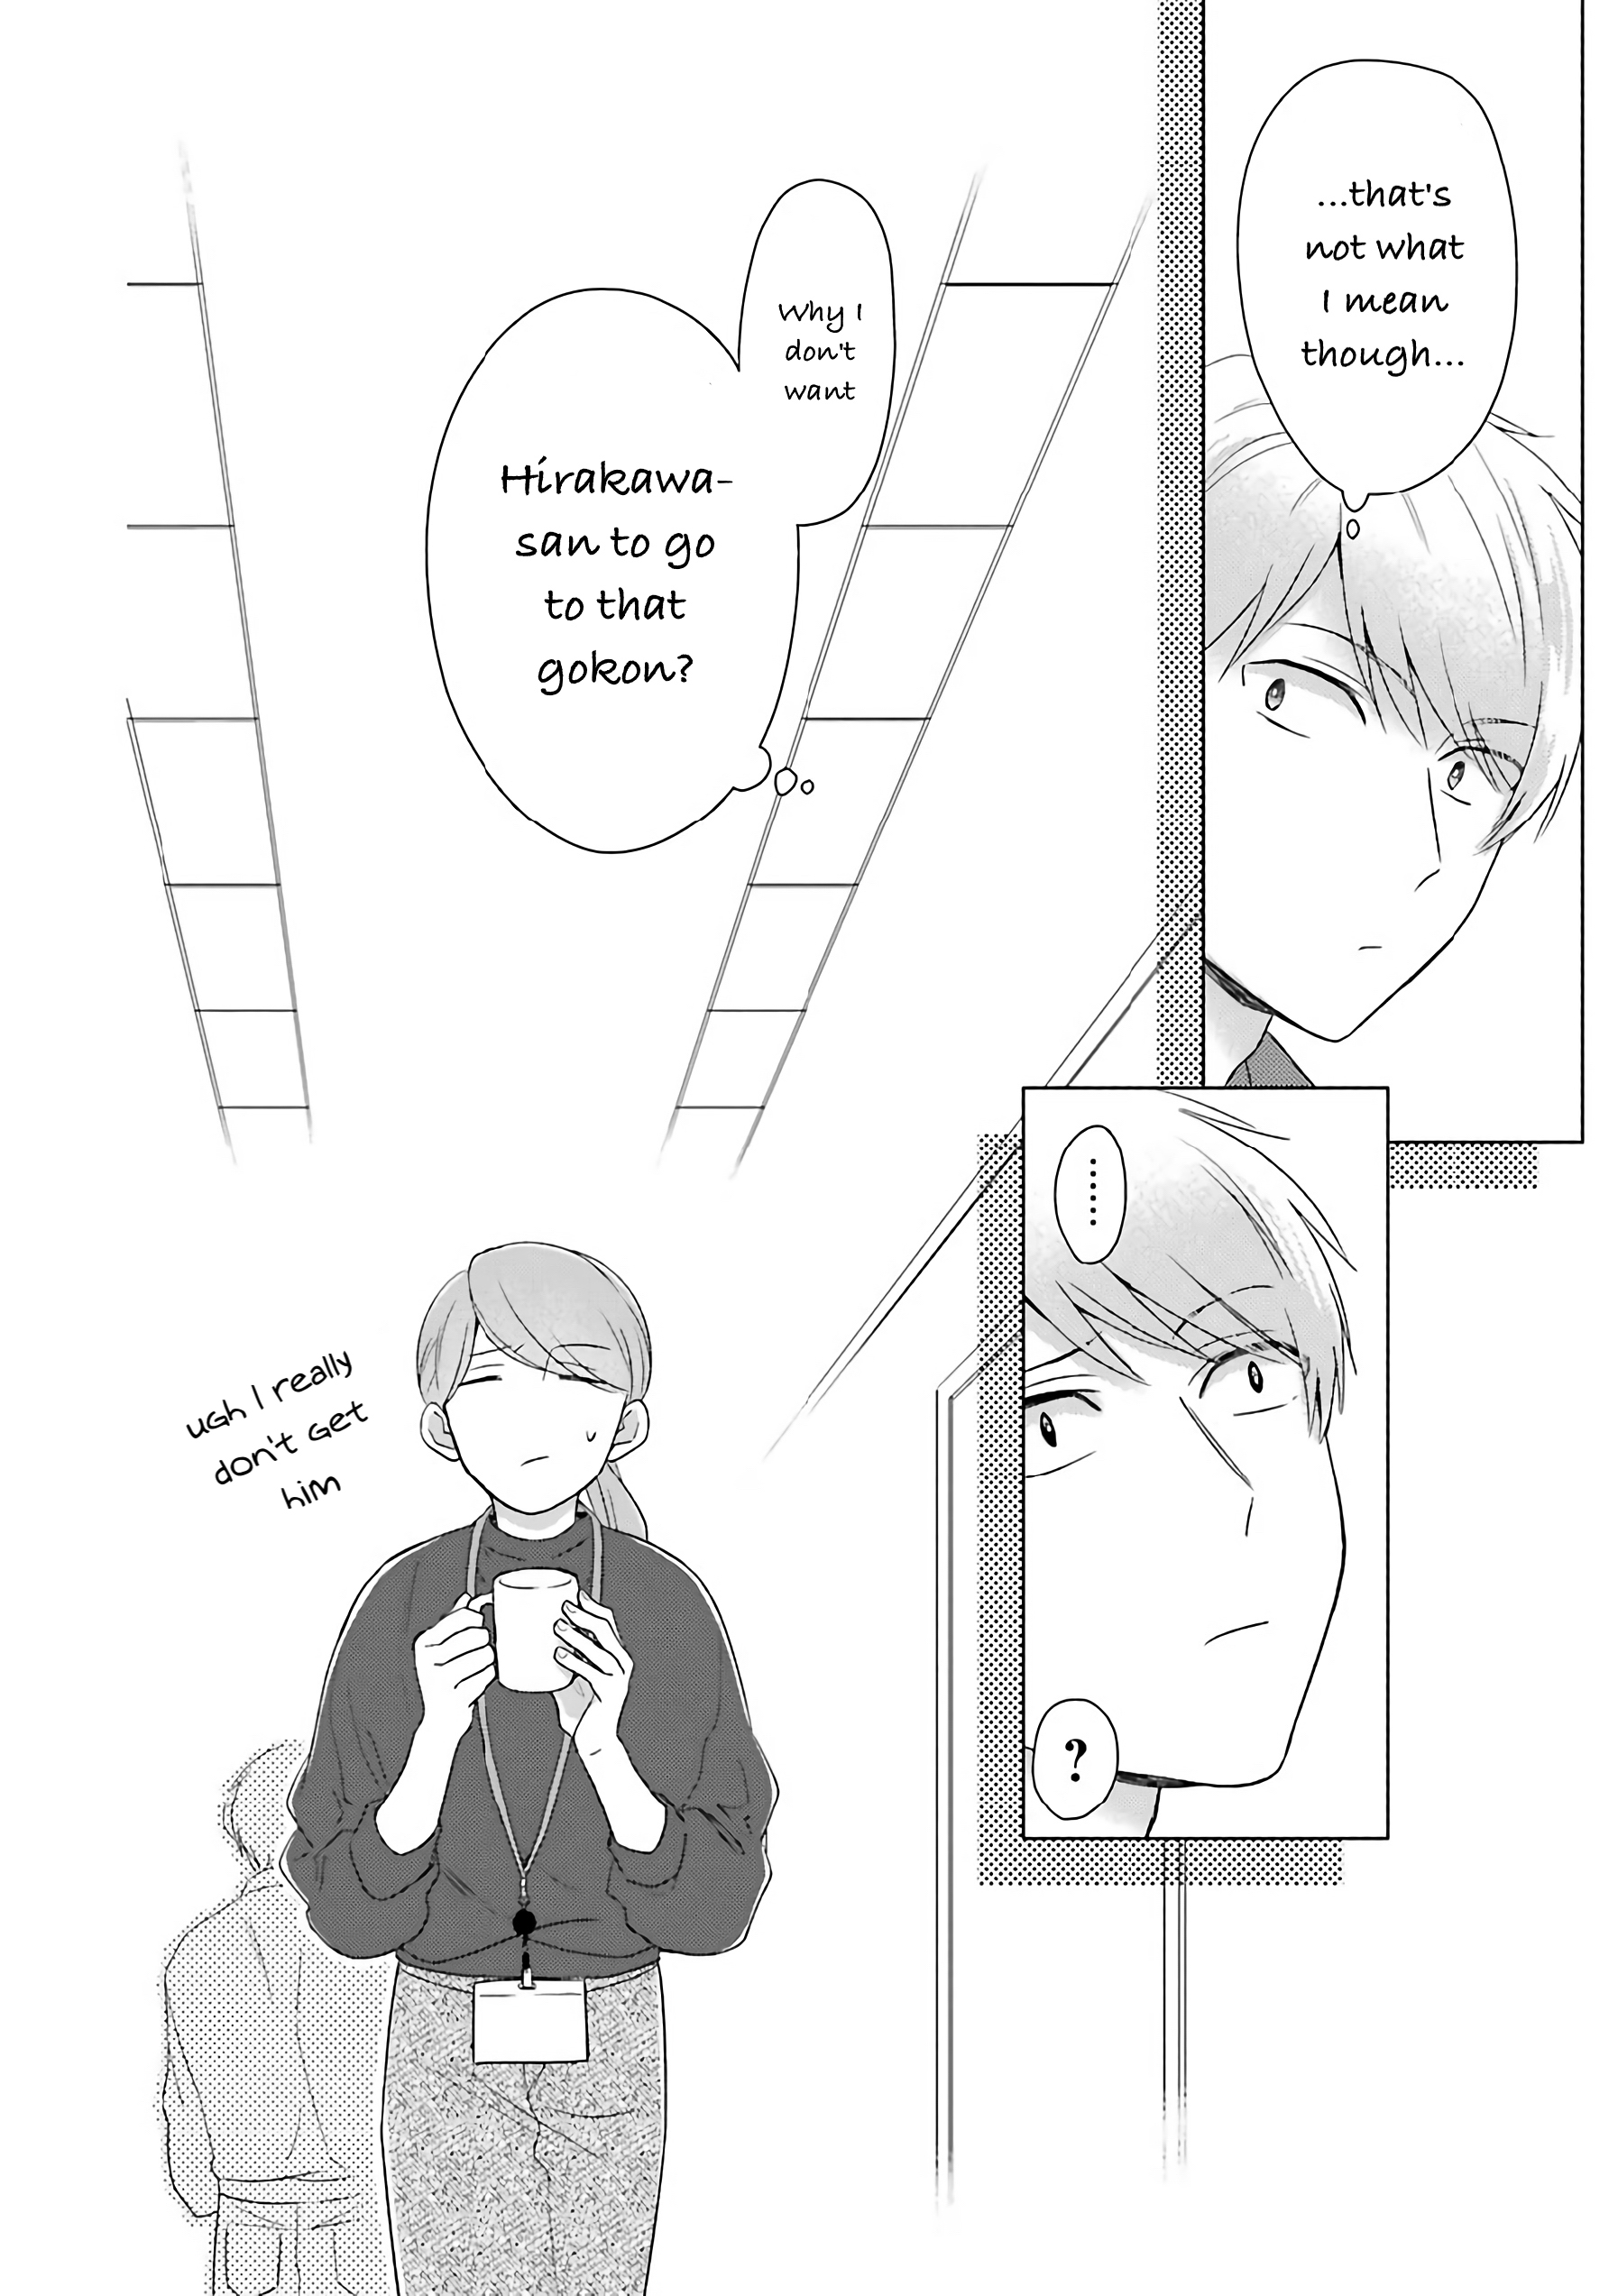 ...that's
not what
I mean
though...
........
?
Why I
don't
want
Hirakawa-
san to go
to that
gokon?
ugh I really
don't get
him